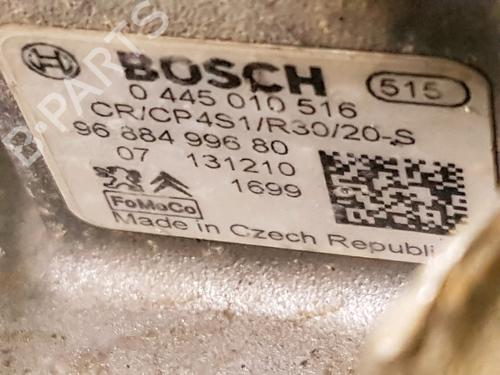 BOSCH 515
0 445 010 516
CR/CP4S1/R30/20-S
96 884 996 80
07 131210
1699
FoMoCo
Made in Czech Republic
B-PARTS